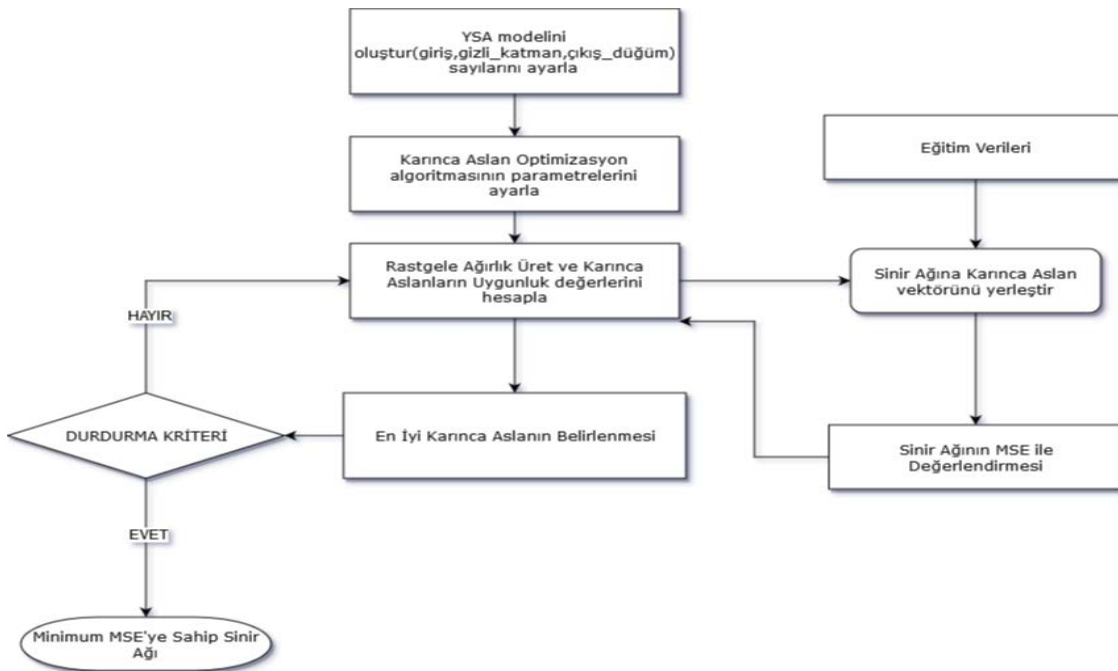 YSA modelini
oluştur(giriş,gizli_katman,çıkış_düğüm)
sayılarını ayarla
Karınca Aslan Optimizasyon
algoritmasının parametrelerini
ayarla
Eğitim Verileri
Rastgele Ağırlık Üret ve Karınca
Aslanların Uygunluk değerlerini
hesapla
Sinir Ağına Karınca Aslan
vektörünü yerleştir
HAYIR
DURDURMA KRİTERİ
En İyi Karınca Aslanın Belirlenmesi
Sinir Ağının MSE ile
Değerlendirmesi
EVET
Minimum MSE'ye Sahip Sinir
Ağı